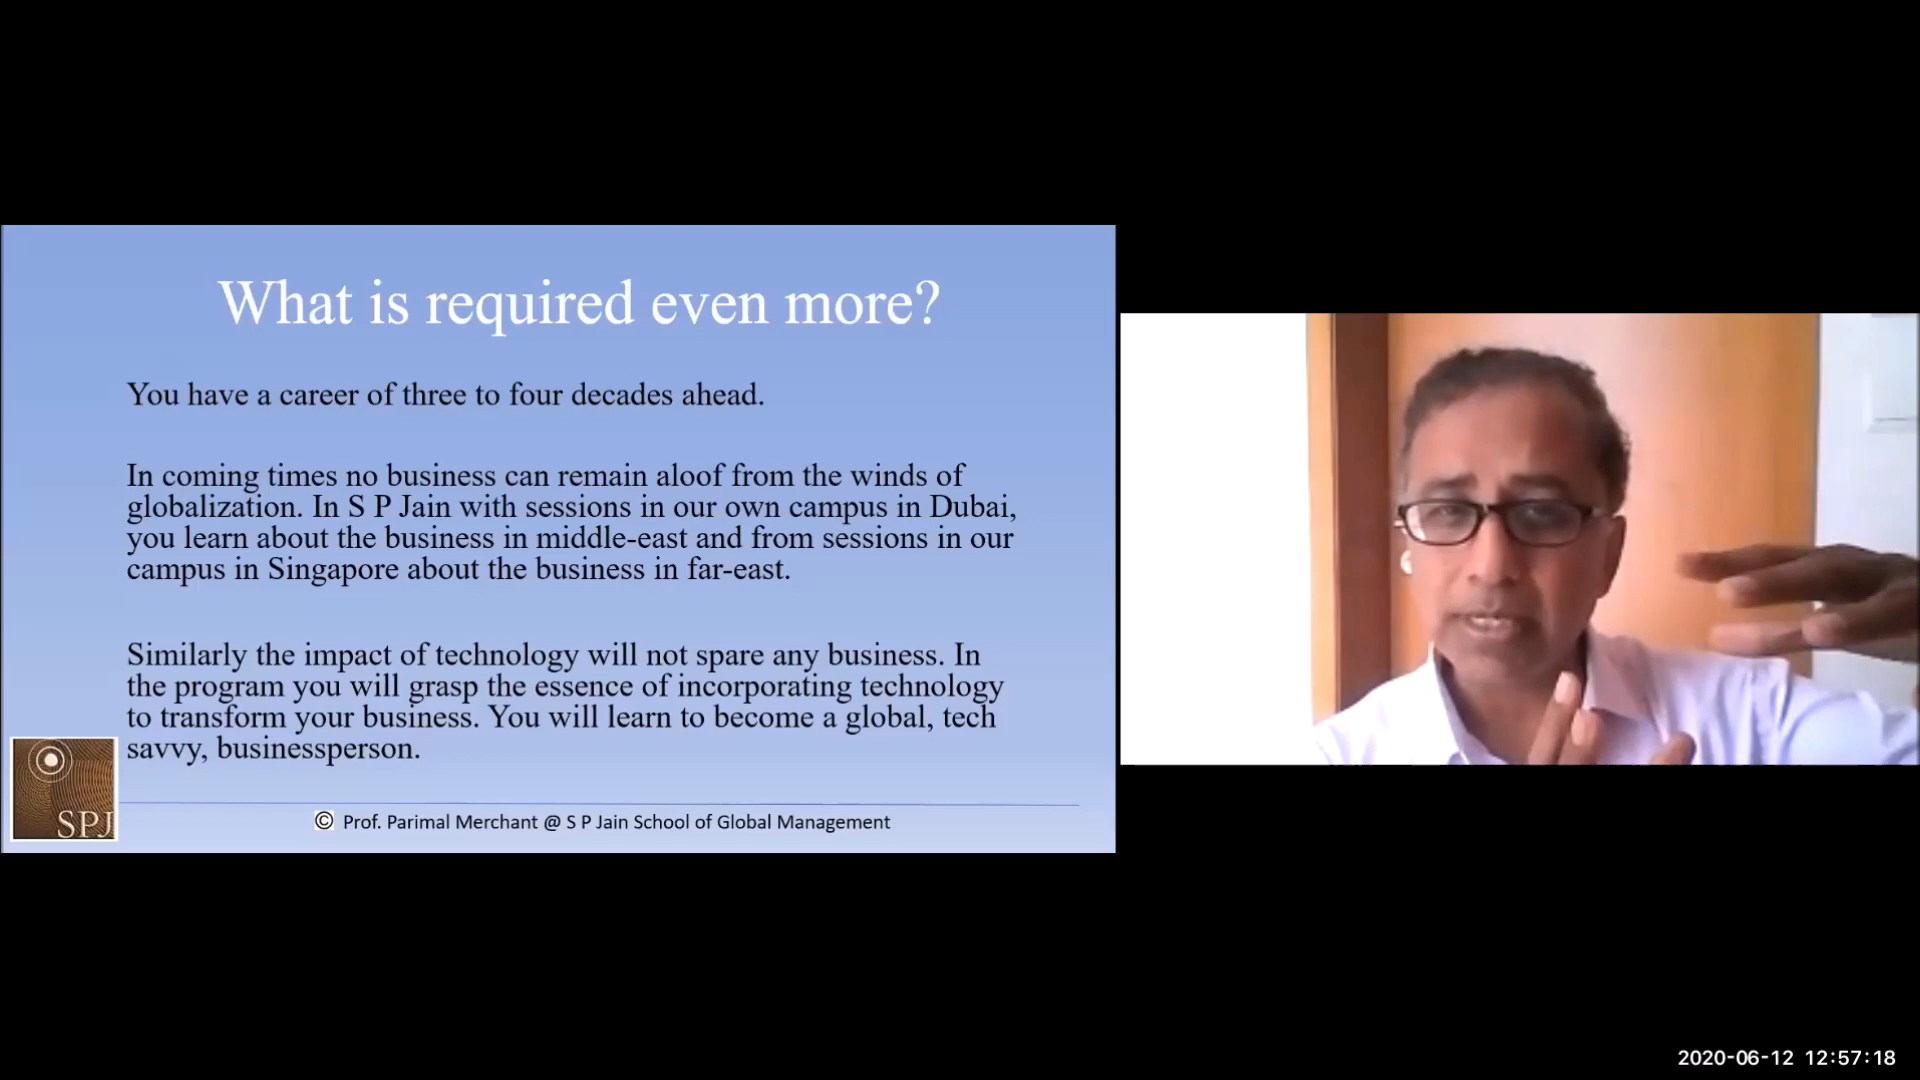 What is required even more?
You have a career of three to four decades ahead.
In coming times no business can remain aloof from the winds of
globalization. In S P Jain with sessions in our own campus in Dubai,
you learn about the business in middle-east and from sessions in our
campus in Singapore about the business in far-east.
Similarly the impact of technology will not spare any business. In
the program you will grasp the essence of incorporating technology
to transform your business. You will learn to become a global, tech
savvy, businessperson.
SPJ
© Prof. Parimal Merchant @ S P Jain School of Global Management
2020-06-12 12:57:18